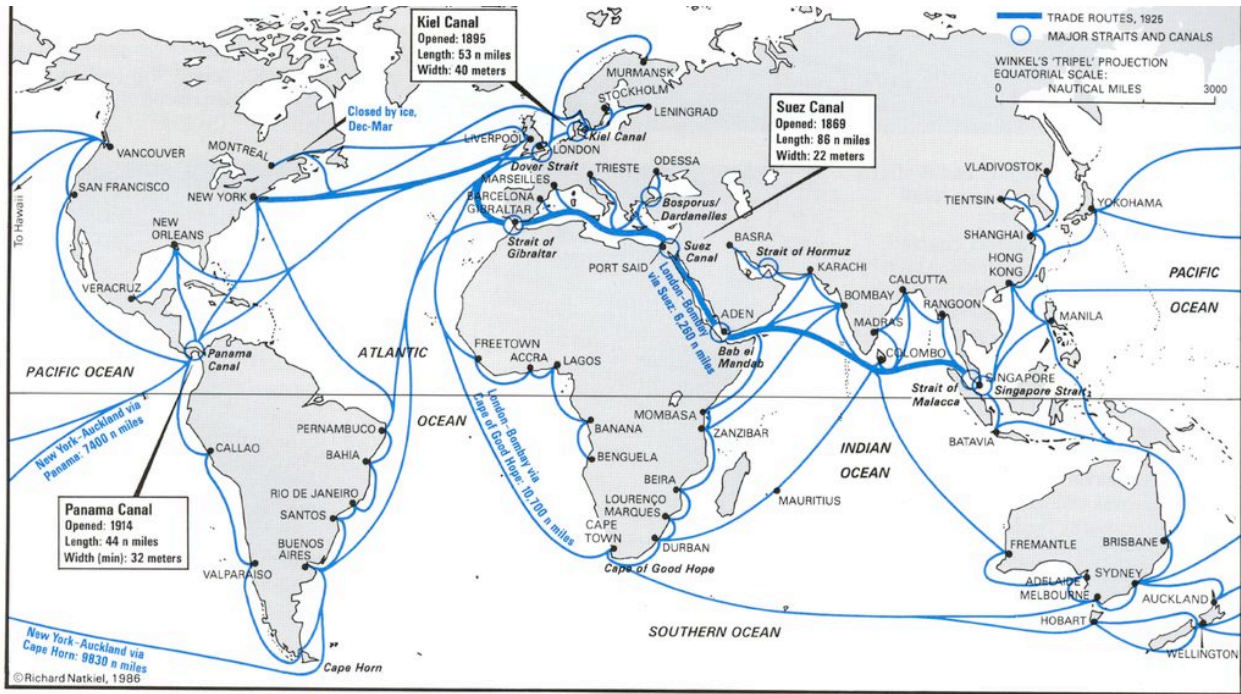 TRADE ROUTES, 1925
MAJOR STRAITS AND CANALS
WINKEL'S 'TRIPEL' PROJECTION
EQUATORIAL SCALE:
NAUTICAL MILES
0 3000
Kiel Canal
Opened: 1895
Length: 53 n miles
Width: 40 meters
Suez Canal
Opened: 1869
Length: 86 n miles
Width: 22 meters
Closed by ice,
Dec-Mar
MURMANSK
STOCKHOLM
LENINGRAD
Kiel Canal
LIVERPOOL
LONDON
Dover Strait
MARSEILLES
BARCELONA
GIBRALTAR
Strait of
Gibraltar
TRIESTE
ODESSA
Bosporus/
Dardanelles
VANCOUVER
MONTREAL
SAN FRANCISCO
NEW YORK
To Hawaii
NEW
ORLEANS
VERACRUZ
Panama
Canal
PACIFIC OCEAN
ATLANTIC
OCEAN
VLADIVOSTOK
TIENTSIN
YOKOHAMA
SHANGHAI
HONG
KONG
BASRA
Strait of Hormuz
KARACHI
Suez
Canal
PORT SAID
London–Bombay
via Suez: 6,260 n miles
ADEN
Bab el
Mandab
BOMBAY
CALCUTTA
RANGOON
MADRAS
COLOMBO
MANILA
PACIFIC
OCEAN
SINGAPORE
Singapore Strait
Strait of
Malacca
BATAVIA
FREETOWN
ACCRA
LAGOS
London–Bombay via
Cape of Good Hope: 10,700 n miles
BANANA
BENGUELA
MOMBASA
ZANZIBAR
BEIRA
LOURENÇO
MARQUES
CAPE
TOWN
DURBAN
Cape of Good Hope
MAURITIUS
INDIAN
OCEAN
New York–Auckland via
Panama: 7400 n miles
CALLAO
PERNAMBUCO
BAHIA
RIO DE JANEIRO
SANTOS
BUENOS
AIRES
VALPARAISO
Panama Canal
Opened: 1914
Length: 44 n miles
Width (min): 32 meters
New York–Auckland via
Cape Horn: 9830 n miles
Cape Horn
SOUTHERN OCEAN
FREMANTLE
BRISBANE
ADELAIDE
SYDNEY
MELBOURNE
AUCKLAND
HOBART
WELLINGTON
©Richard Natkiel, 1986